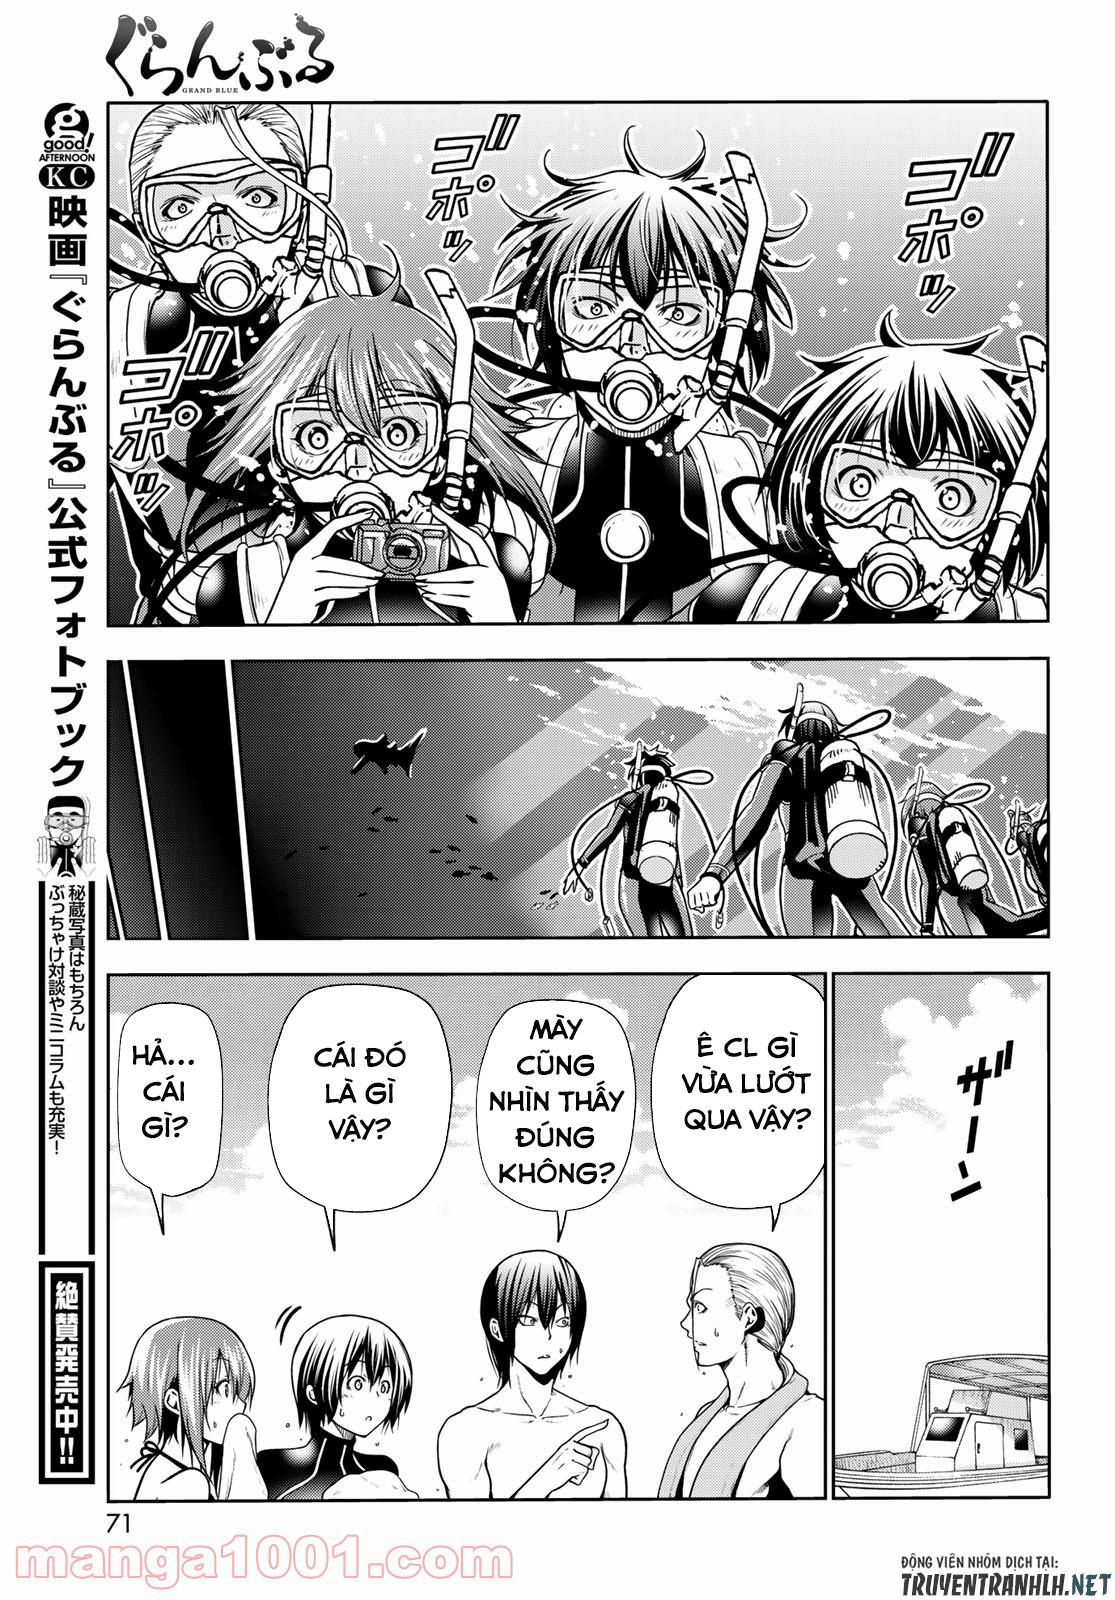 ぐらんぶる
GRAND BLUE
good!
AFTERNOON
KC
映画『ぐらんぶる』公式フォトブック
秘蔵写真はもちろん
ぶっちゃけ対談やミニコラムも充実!
絶賛発売中!!
ゴポッ
ゴポッ
ゴポッ
ザーン
Ê CL GÌ
VỪA LƯỚT
QUA VẬY?
MÀY
CŨNG
NHÌN THẤY
ĐÚNG
KHÔNG?
CÁI ĐÓ
LÀ GÌ
VẬY?
HẢ...
CÁI
GÌ?
71
manga1001.com
ĐỘNG VIÊN NHÓM DỊCH TẠI:
TRUYENTRANHLH.NET